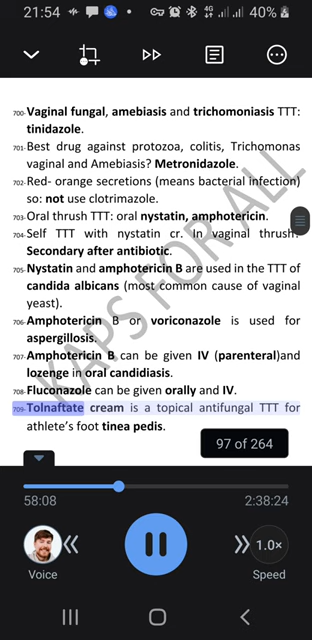 21:54 4G 40%
700- Vaginal fungal, amebiasis and trichomoniasis TTT:
tinidazole.
701- Best drug against protozoa, colitis, Trichomonas
vaginal and Amebiasis? Metronidazole.
702- Red- orange secretions (means bacterial infection)
so: not use clotrimazole.
703- Oral thrush TTT: oral nystatin, amphotericin.
704- Self TTT with nystatin cr. In vaginal thrush?
Secondary after antibiotic.
705- Nystatin and amphotericin B are used in the TTT of
candida albicans (most common cause of vaginal
yeast).
706- Amphotericin B or voriconazole is used for
aspergillosis.
707- Amphotericin B can be given IV (parenteral)and
lozenge in oral candidiasis.
708- Fluconazole can be given orally and IV.
709- Tolnaftate cream is a topical antifungal TTT for
athlete's foot tinea pedis.
KAPS FOR ALL
97 of 264
58:08 2:38:24
1.0×
Voice Speed